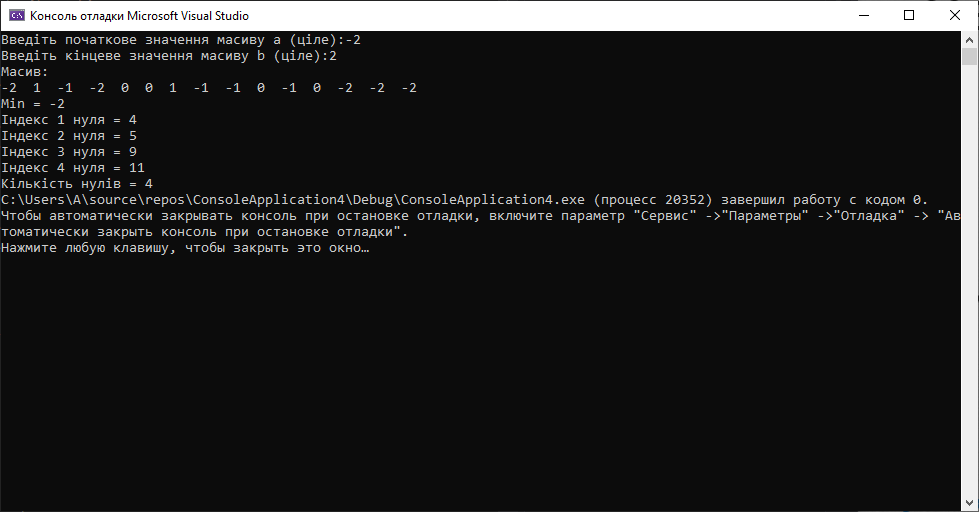 Консоль отладки Microsoft Visual Studio
Введіть початкове значення масиву a (ціле):-2
Введіть кінцеве значення масиву b (ціле):2
Масив:
-2  1  -1  -2  0  0  1  -1  -1  0  -1  0  -2  -2  -2
Min = -2
Індекс 1 нуля = 4
Індекс 2 нуля = 5
Індекс 3 нуля = 9
Індекс 4 нуля = 11
Кількість нулів = 4
C:\Users\A\source\repos\ConsoleApplication4\Debug\ConsoleApplication4.exe (процесс 20352) завершил работу с кодом 0.
Чтобы автоматически закрывать консоль при остановке отладки, включите параметр "Сервис" ->"Параметры" ->"Отладка" -> "Ав
томатически закрыть консоль при остановке отладки".
Нажмите любую клавишу, чтобы закрыть это окно…